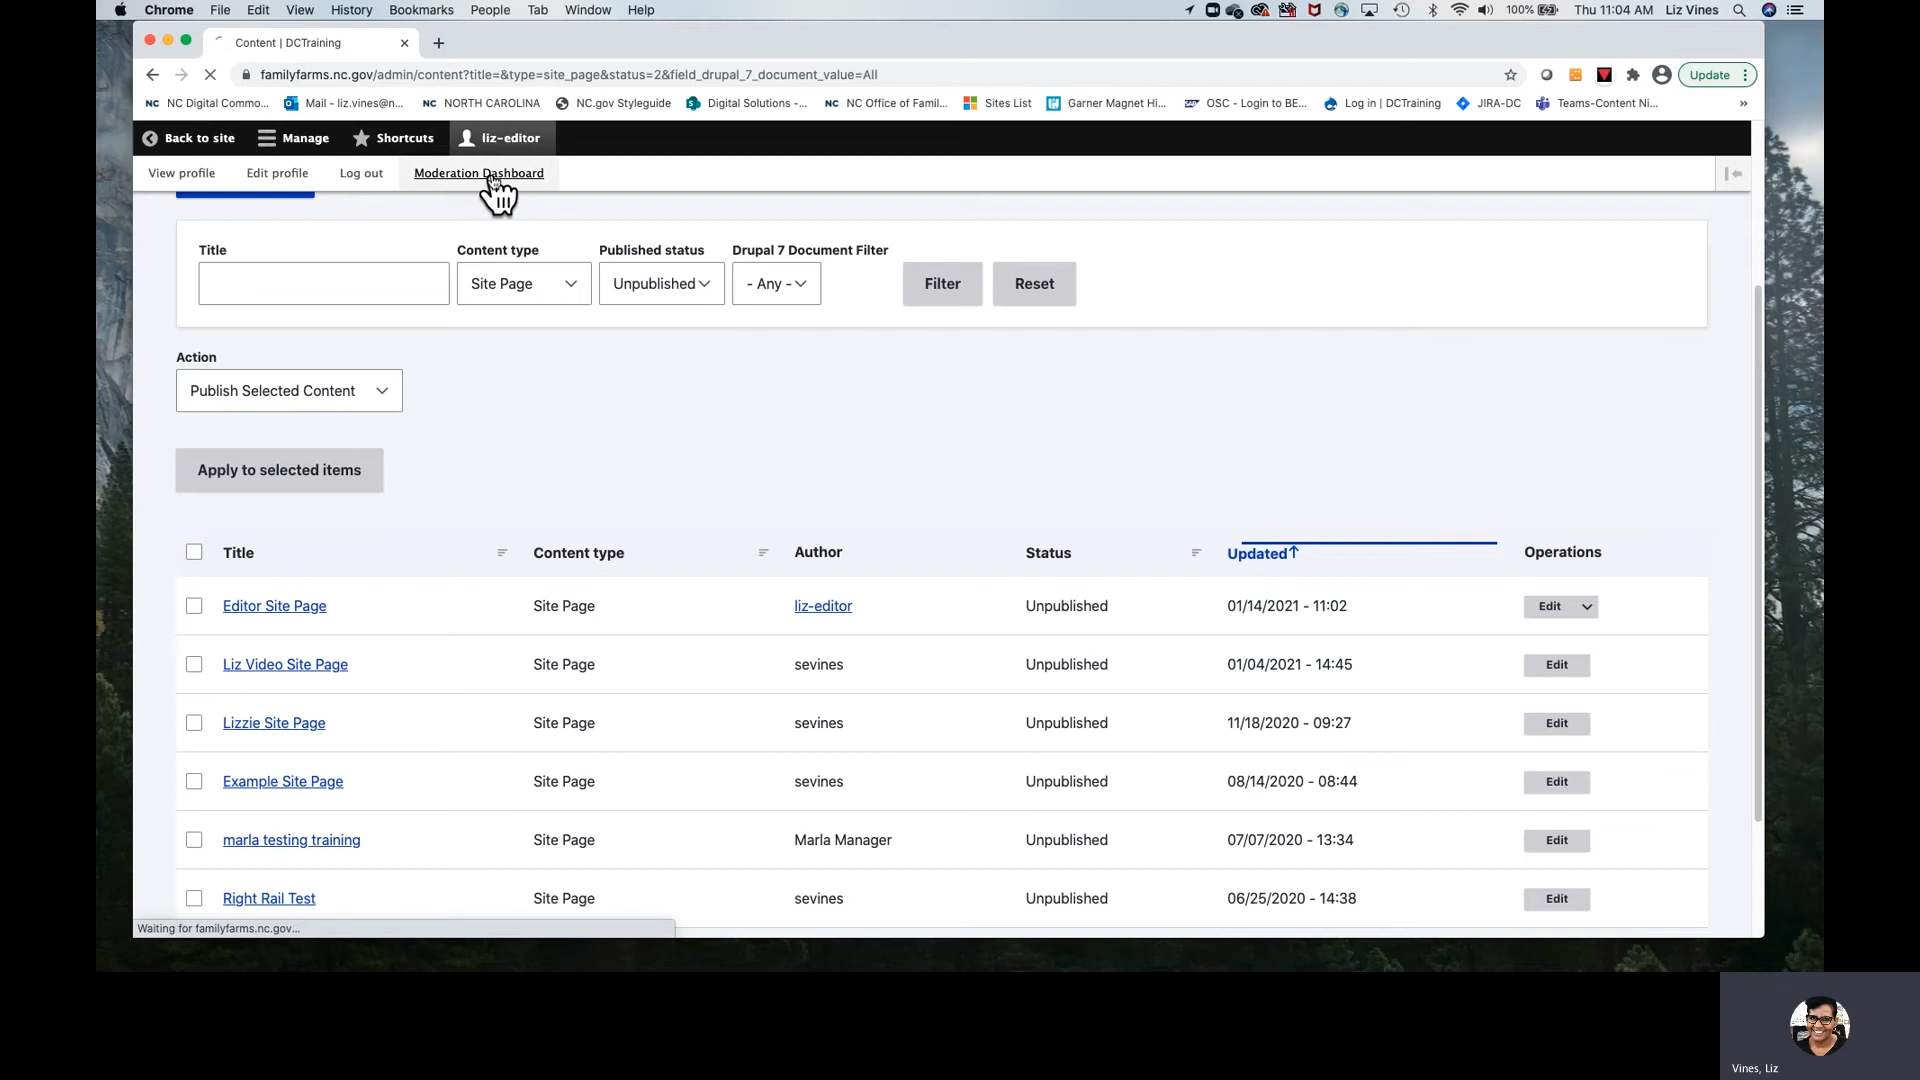 Chrome File Edit View History Bookmarks People Tab Window Help 100% Thu 11:04 AM Liz Vines
Content | DCTraining
familyfarms.nc.gov/admin/content?title=&type=site_page&status=2&field_drupal_7_document_value=All Update
NC Digital Commo... Mail - liz.vines@n... NORTH CAROLINA NC.gov Styleguide Digital Solutions -... NC Office of Famil... Sites List Garner Magnet Hi... OSC - Login to BE... Log in | DCTraining JIRA-DC Teams-Content Ni... »
Back to site Manage Shortcuts liz-editor
View profile Edit profile Log out Moderation Dashboard
Title Content type Published status Drupal 7 Document Filter
Site Page Unpublished - Any - Filter Reset
Action
Publish Selected Content
Apply to selected items
Title Content type Author Status Updated Operations
Editor Site Page Site Page liz-editor Unpublished 01/14/2021 - 11:02 Edit
Liz Video Site Page Site Page sevines Unpublished 01/04/2021 - 14:45 Edit
Lizzie Site Page Site Page sevines Unpublished 11/18/2020 - 09:27 Edit
Example Site Page Site Page sevines Unpublished 08/14/2020 - 08:44 Edit
marla testing training Site Page Marla Manager Unpublished 07/07/2020 - 13:34 Edit
Right Rail Test Site Page sevines Unpublished 06/25/2020 - 14:38 Edit
Waiting for familyfarms.nc.gov...
Vines, Liz